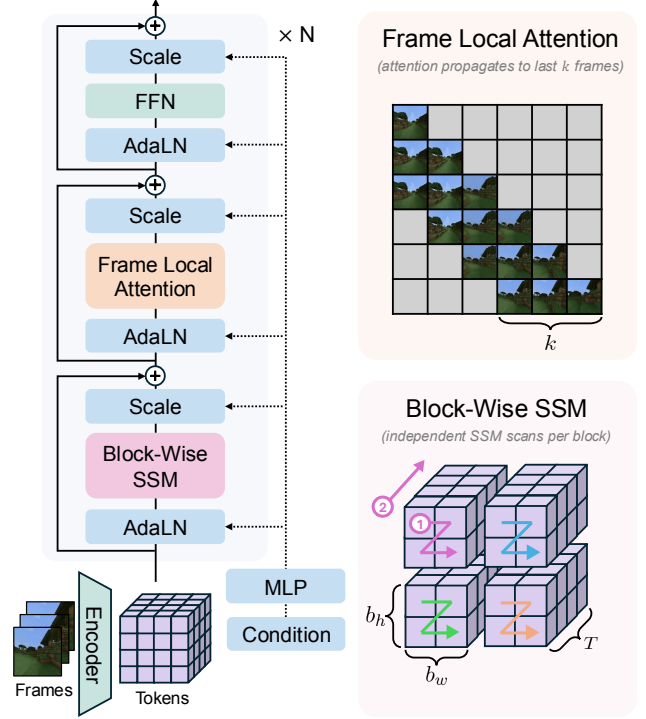 × N
Scale
FFN
AdaLN
Scale
Frame Local
Attention
AdaLN
Scale
Block-Wise
SSM
AdaLN
MLP
Condition
Encoder
Frames
Tokens
Frame Local Attention
(attention propagates to last k frames)
k
Block-Wise SSM
(independent SSM scans per block)
2
1
b_h
b_w
T